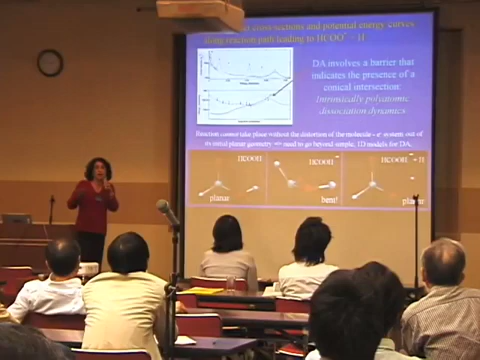 cross-sections and potential energy curves
along reaction path leading to HCOO⁻ + H
DA involves a barrier that
indicates the presence of a
conical intersection:
Intrinsically polyatomic
dissociation dynamics
Reaction cannot take place without the distortion of the molecule - e⁻ system out of
its initial planar geometry ⇒ need to go beyond simple, 1D models for DA.
HCOOH
HCOOH⁻
HCOO⁻ + H
planar
bent!
planar